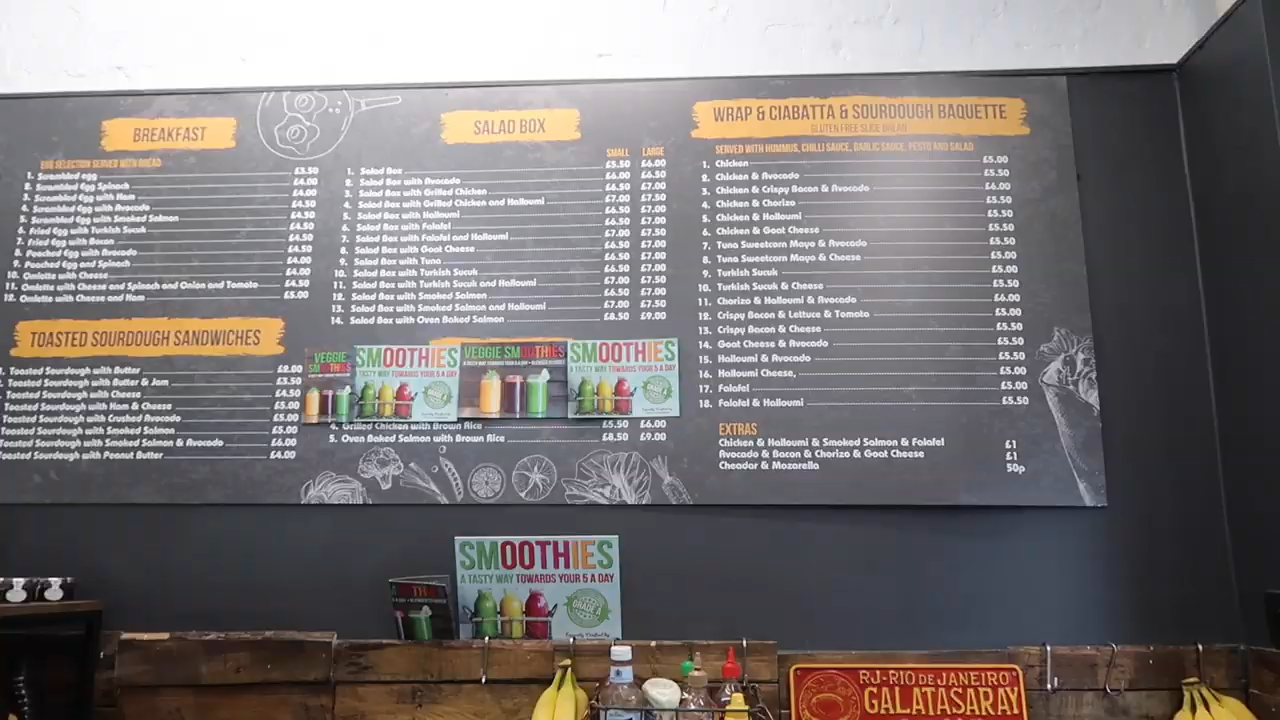 BREAKFAST
EGG SELECTION SERVED WITH BREAD
1. Scrambled egg £3.50
2. Scrambled Egg Spinach £4.00
3. Scrambled Egg with Ham £4.00
4. Scrambled Egg with Avocado £4.50
5. Scrambled Egg with Smoked Salmon £4.50
6. Fried Egg with Turkish Sucuk £4.50
7. Fried Egg with Bacon £4.50
8. Poached Egg with Avocado £4.50
9. Poached Egg and Spinach £4.00
10. Omlette with Cheese £4.00
11. Omlette with Cheese and Spinach and Onion and Tomato £4.50
12. Omlette with Cheese and Ham £5.00
TOASTED SOURDOUGH SANDWICHES
1. Toasted Sourdough with Butter £2.00
Toasted Sourdough with Butter & Jam £3.50
Toasted Sourdough with Cheese £4.50
Toasted Sourdough with Ham & Cheese £5.00
Toasted Sourdough with Crushed Avocado £5.00
Toasted Sourdough with Smoked Salmon £5.00
Toasted Sourdough with Smoked Salmon & Avocado £6.00
Toasted Sourdough with Peanut Butter £4.00
SALAD BOX
SMALL LARGE
1. Salad Box £5.50 £6.00
2. Salad Box with Avocado £6.00 £6.50
3. Salad Box with Grilled Chicken £6.50 £7.00
4. Salad Box with Grilled Chicken and Halloumi £7.00 £7.50
5. Salad Box with Halloumi £6.50 £7.00
6. Salad Box with Falafel £6.50 £7.00
7. Salad Box with Falafel and Halloumi £7.00 £7.50
8. Salad Box with Goat Cheese £6.50 £7.00
9. Salad Box with Tuna £6.50 £7.00
10. Salad Box with Turkish Sucuk £6.50 £7.00
11. Salad Box with Turkish Sucuk and Halloumi £7.00 £7.50
12. Salad Box with Smoked Salmon £6.50 £7.00
13. Salad Box with Smoked Salmon and Halloumi £7.00 £7.50
14. Salad Box with Oven Baked Salmon £8.50 £9.00
VEGGIE SMOOTHIES
SMOOTHIES
A TASTY WAY TOWARDS YOUR 5 A DAY
VEGGIE SMOOTHIES
SMOOTHIES
A TASTY WAY TOWARDS YOUR 5 A DAY
4. Grilled Chicken with Brown Rice £5.50 £6.00
5. Oven Baked Salmon with Brown Rice £8.50 £9.00
WRAP & CIABATTA & SOURDOUGH BAQUETTE
GLUTEN FREE SLICE BREAD
SERVED WITH HUMMUS, CHILLI SAUCE, GARLIC SAUCE, PESTO AND SALAD
1. Chicken £5.00
2. Chicken & Avocado £5.50
3. Chicken & Crispy Bacon & Avocado £6.00
4. Chicken & Chorizo £5.50
5. Chicken & Halloumi £5.50
6. Chicken & Goat Cheese £5.50
7. Tuna Sweetcorn Mayo & Avocado £5.50
8. Tuna Sweetcorn Mayo & Cheese £5.00
9. Turkish Sucuk £5.00
10. Turkish Sucuk & Cheese £5.50
11. Chorizo & Halloumi & Avocado £6.00
12. Crispy Bacon & Lettuce & Tomato £5.00
13. Crispy Bacon & Cheese £5.50
14. Goat Cheese & Avocado £5.50
15. Halloumi & Avocado £5.50
16. Halloumi Cheese, £5.00
17. Falafel £5.00
18. Falafel & Halloumi £5.50
EXTRAS
Chicken & Halloumi & Smoked Salmon & Falafel £1
Avocado & Bacon & Chorizo & Goat Cheese £1
Cheadar & Mozarella 50p
SMOOTHIES
A TASTY WAY TOWARDS YOUR 5 A DAY
GRADE A
RJ-RIO DE JANEIRO
GALATASARAY